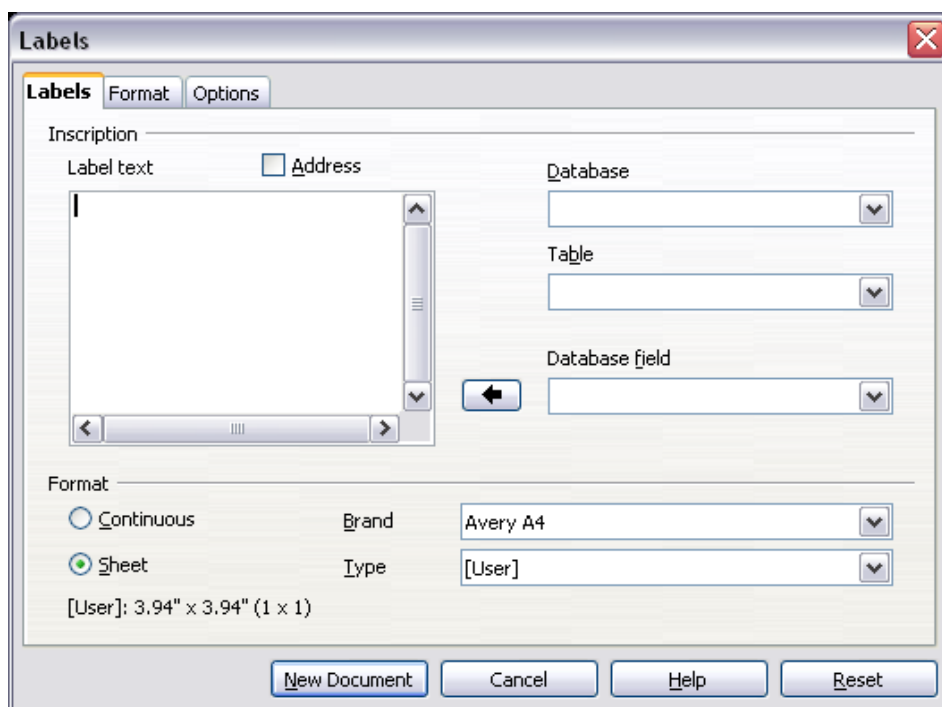 Labels
Labels Format Options
Inscription
Label text Address
Database
Table
Database field
Format
Continuous Brand Avery A4
Sheet Type [User]
[User]: 3.94" x 3.94" (1 x 1)
New Document Cancel Help Reset